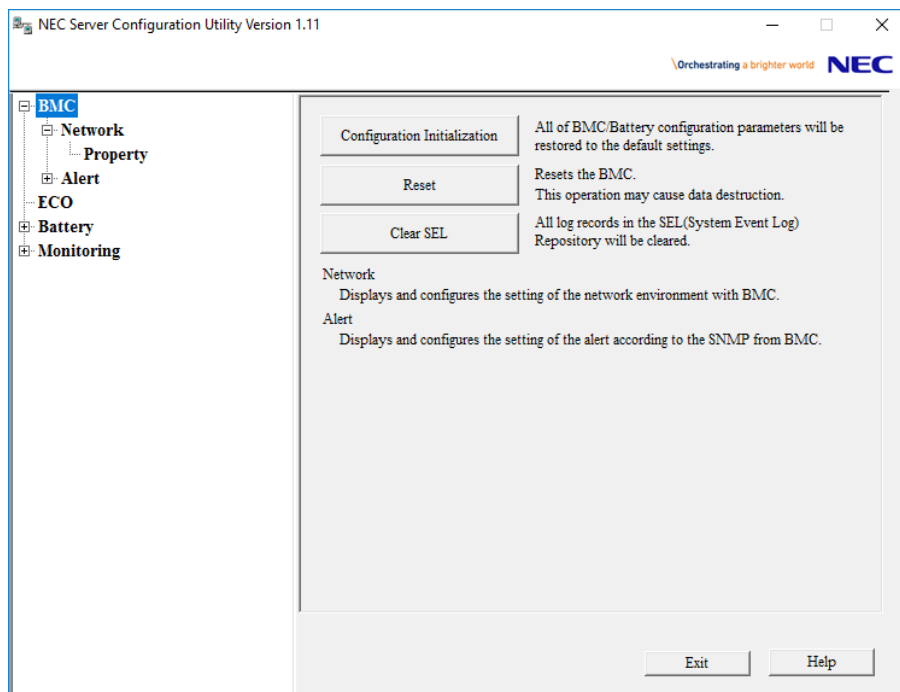 NEC Server Configuration Utility Version 1.11
\Orchestrating a brighter world NEC
BMC
Network
Property
Alert
ECO
Battery
Monitoring
Configuration Initialization
All of BMC/Battery configuration parameters will be
restored to the default settings.
Reset
Resets the BMC.
This operation may cause data destruction.
Clear SEL
All log records in the SEL(System Event Log)
Repository will be cleared.
Network
Displays and configures the setting of the network environment with BMC.
Alert
Displays and configures the setting of the alert according to the SNMP from BMC.
Exit
Help